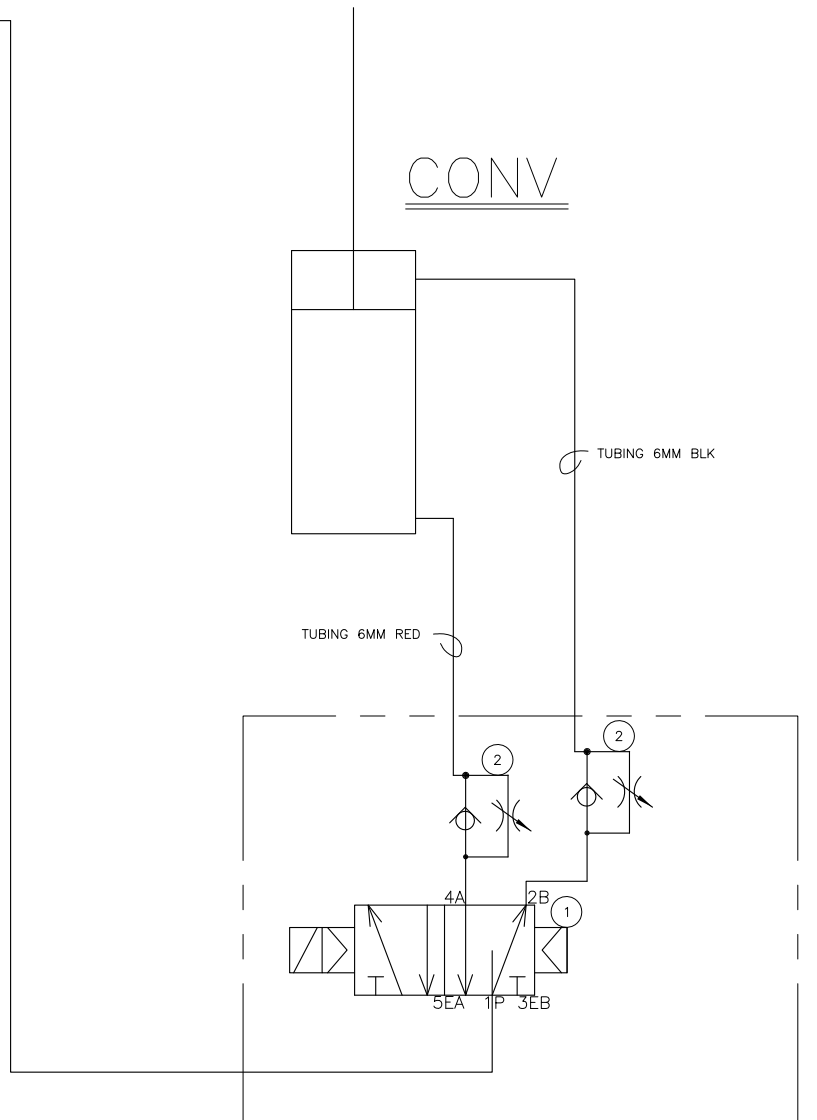 CONV
TUBING 6MM BLK
TUBING 6MM RED
2
2
4A 2B
1
5EA 1P 3EB